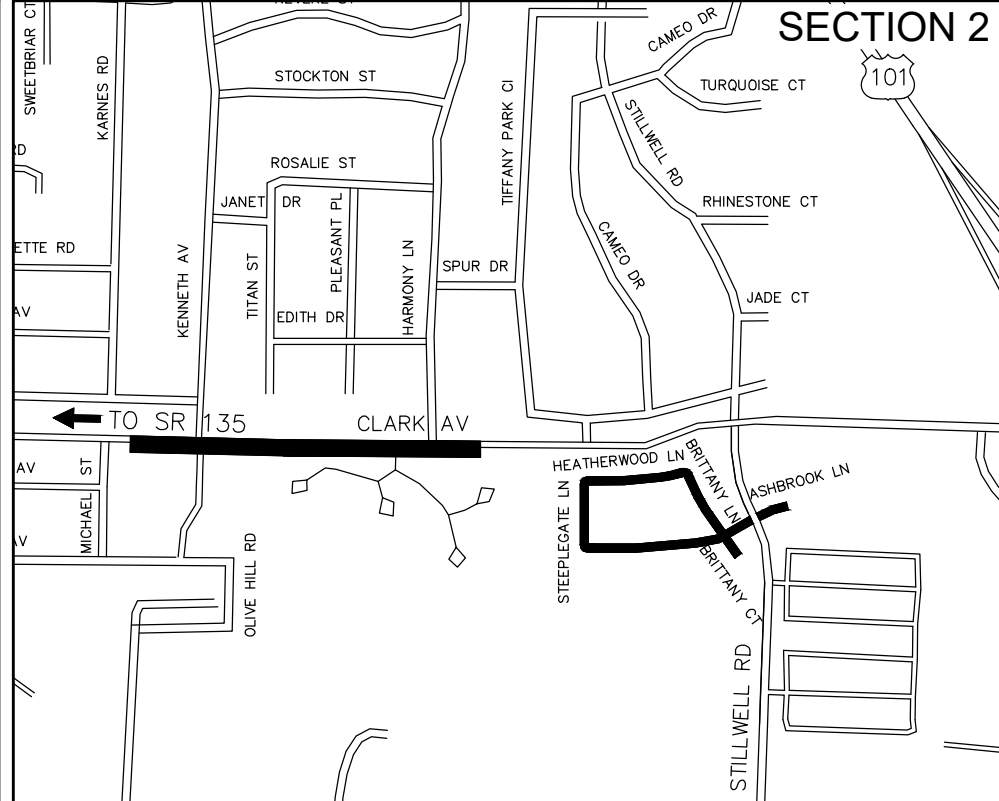 SECTION 2
SWEETBRIAR CT
KARNES RD
STOCKTON ST
CAMEO DR
101
TURQUOISE CT
TIFFANY PARK CI
STILLWELL RD
RD
ROSALIE ST
JANET DR
PLEASANT PL
RHINESTONE CT
ETTE RD
KENNETH AV
TITAN ST
HARMONY LN
SPUR DR
CAMEO DR
JADE CT
AV
EDITH DR
TO SR 135
CLARK AV
AV
MICHAEL ST
HEATHERWOOD LN
BRITTANY LN
ASHBROOK LN
STEEPLEGATE LN
AV
OLIVE HILL RD
BRITTANY CT
STILLWELL RD